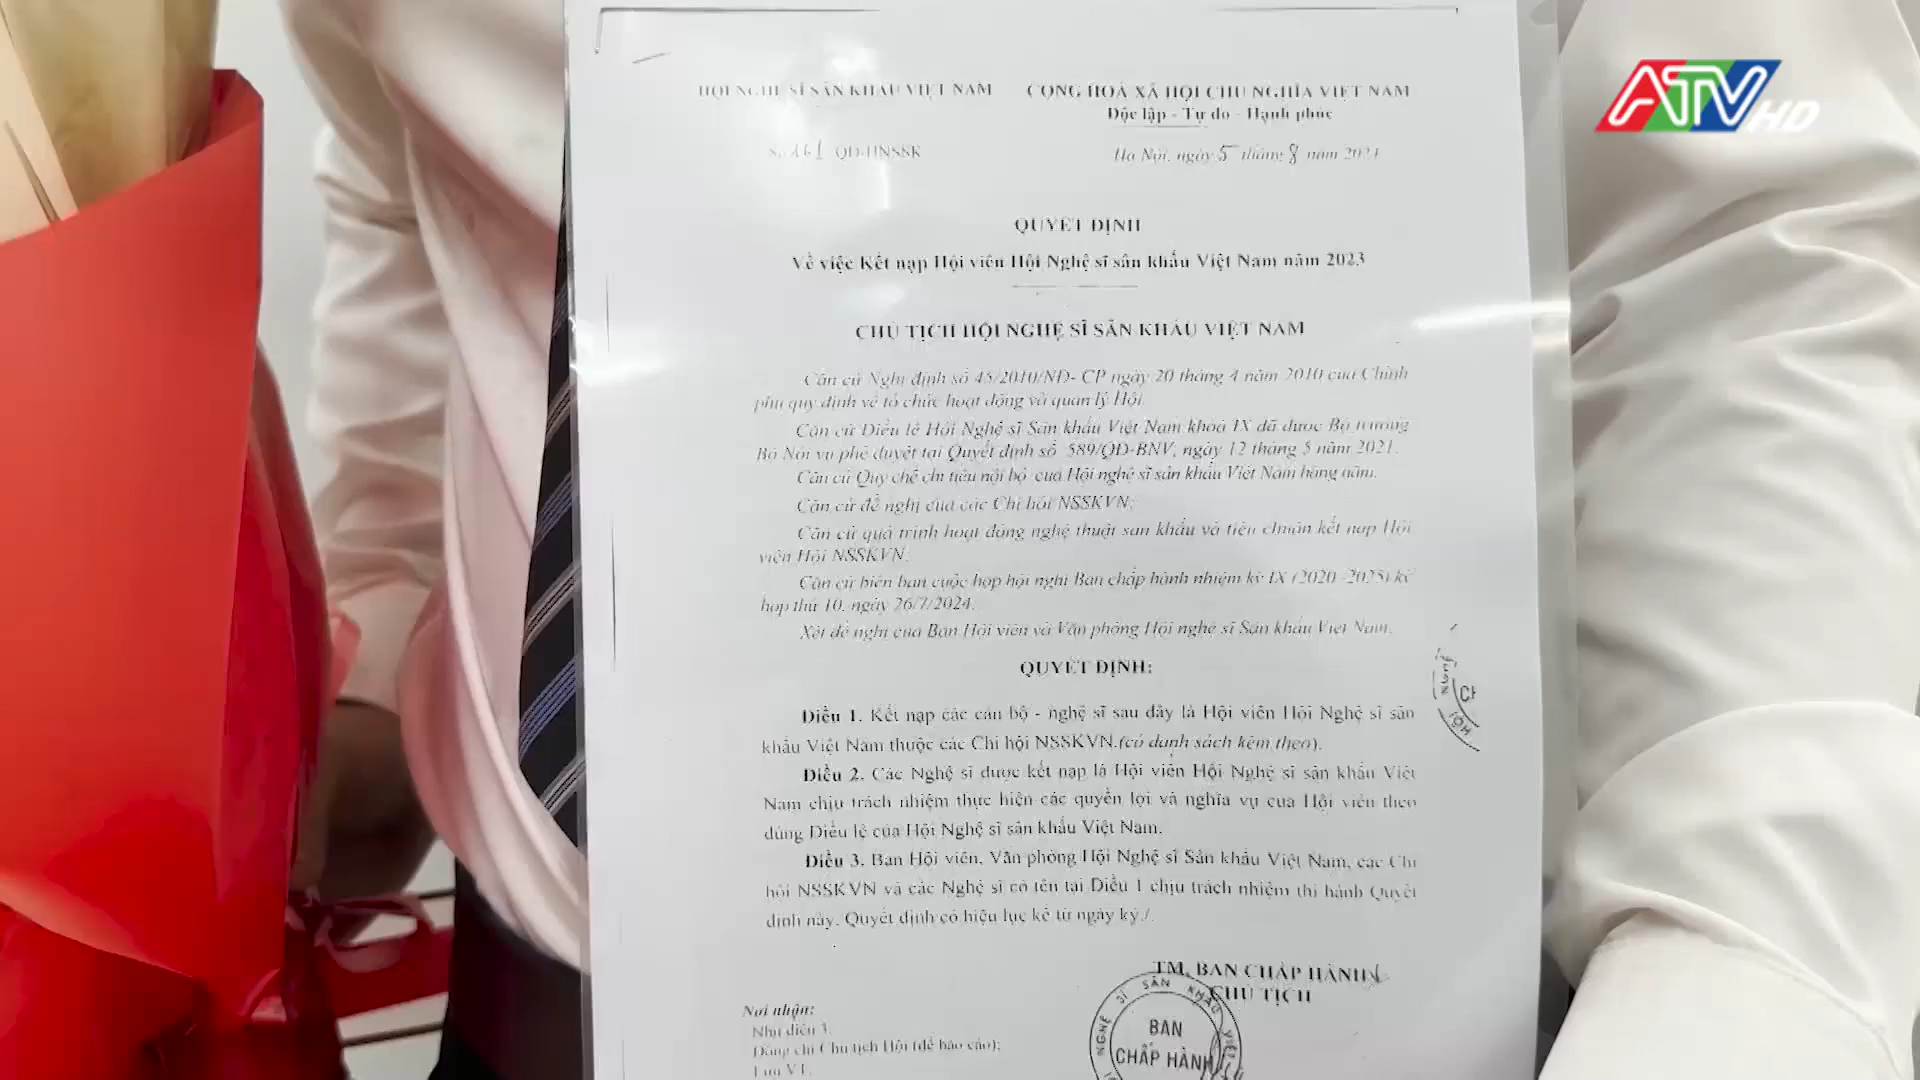 ATV HD
HỘI NGHỆ SĨ SÂN KHẤU VIỆT NAM
CỘNG HOÀ XÃ HỘI CHỦ NGHĨA VIỆT NAM
Độc lập - Tự do - Hạnh phúc
QĐ-HNSSK
Hà Nội, ngày 5 tháng 8 năm
QUYẾT ĐỊNH
Về việc Kết nạp Hội viên Hội Nghệ sĩ sân khấu Việt Nam năm 2023
CHỦ TỊCH HỘI NGHỆ SĨ SÂN KHẤU VIỆT NAM
Căn cứ Nghị định số 45/2010/NĐ- CP ngày 20 tháng 4 năm 2010 của Chính
phủ quy định về tổ chức hoạt động và quản lý Hội.
Căn cứ Điều lệ Hội Nghệ sĩ Sân khấu Việt Nam khoá IX đã được Bộ trưởng
Bộ Nội vụ phê duyệt tại Quyết định số 589/QĐ-BNV, ngày 12 tháng 5 năm 2021.
Căn cứ Quy chế chi tiêu nội bộ của Hội nghệ sĩ sân khấu Việt Nam hàng năm.
Căn cứ đề nghị của các Chi hội NSSKVN;
Căn cứ quá trình hoạt động nghệ thuật sân khấu và tiêu chuẩn kết nạp Hội
viên Hội NSSKVN.
Căn cứ biên bản cuộc họp hội nghị Ban chấp hành nhiệm kỳ IX (2020 -2025) kỳ
họp thứ 10, ngày 26/7/2024.
Xét đề nghị của Ban Hội viên và Văn phòng Hội nghệ sĩ Sân khấu Việt Nam.
QUYẾT ĐỊNH:
Điều 1. Kết nạp các cán bộ - nghệ sĩ sau đây là Hội viên Hội Nghệ sĩ sân
khấu Việt Nam thuộc các Chi hội NSSKVN.(có danh sách kèm theo).
Điều 2. Các Nghệ sĩ được kết nạp là Hội viên Hội Nghệ sĩ sân khấu Việt
Nam chịu trách nhiệm thực hiện các quyền lợi và nghĩa vụ của Hội viên theo
đúng Điều lệ của Hội Nghệ sĩ sân khấu Việt Nam.
Điều 3. Ban Hội viên, Văn phòng Hội Nghệ sĩ Sân khấu Việt Nam, các Chi
hội NSSKVN và các Nghệ sĩ có tên tại Điều 1 chịu trách nhiệm thi hành Quyết
định này. Quyết định có hiệu lực kể từ ngày ký./.
TM. BAN CHẤP HÀNH
CHỦ TỊCH
Nơi nhận:
Như điều 3.
Đồng chí Chủ tịch Hội (để báo cáo);
Lưu VT.
NGHỆ SĨ SÂN KHẤU VIỆT
BAN
CHẤP HÀNH